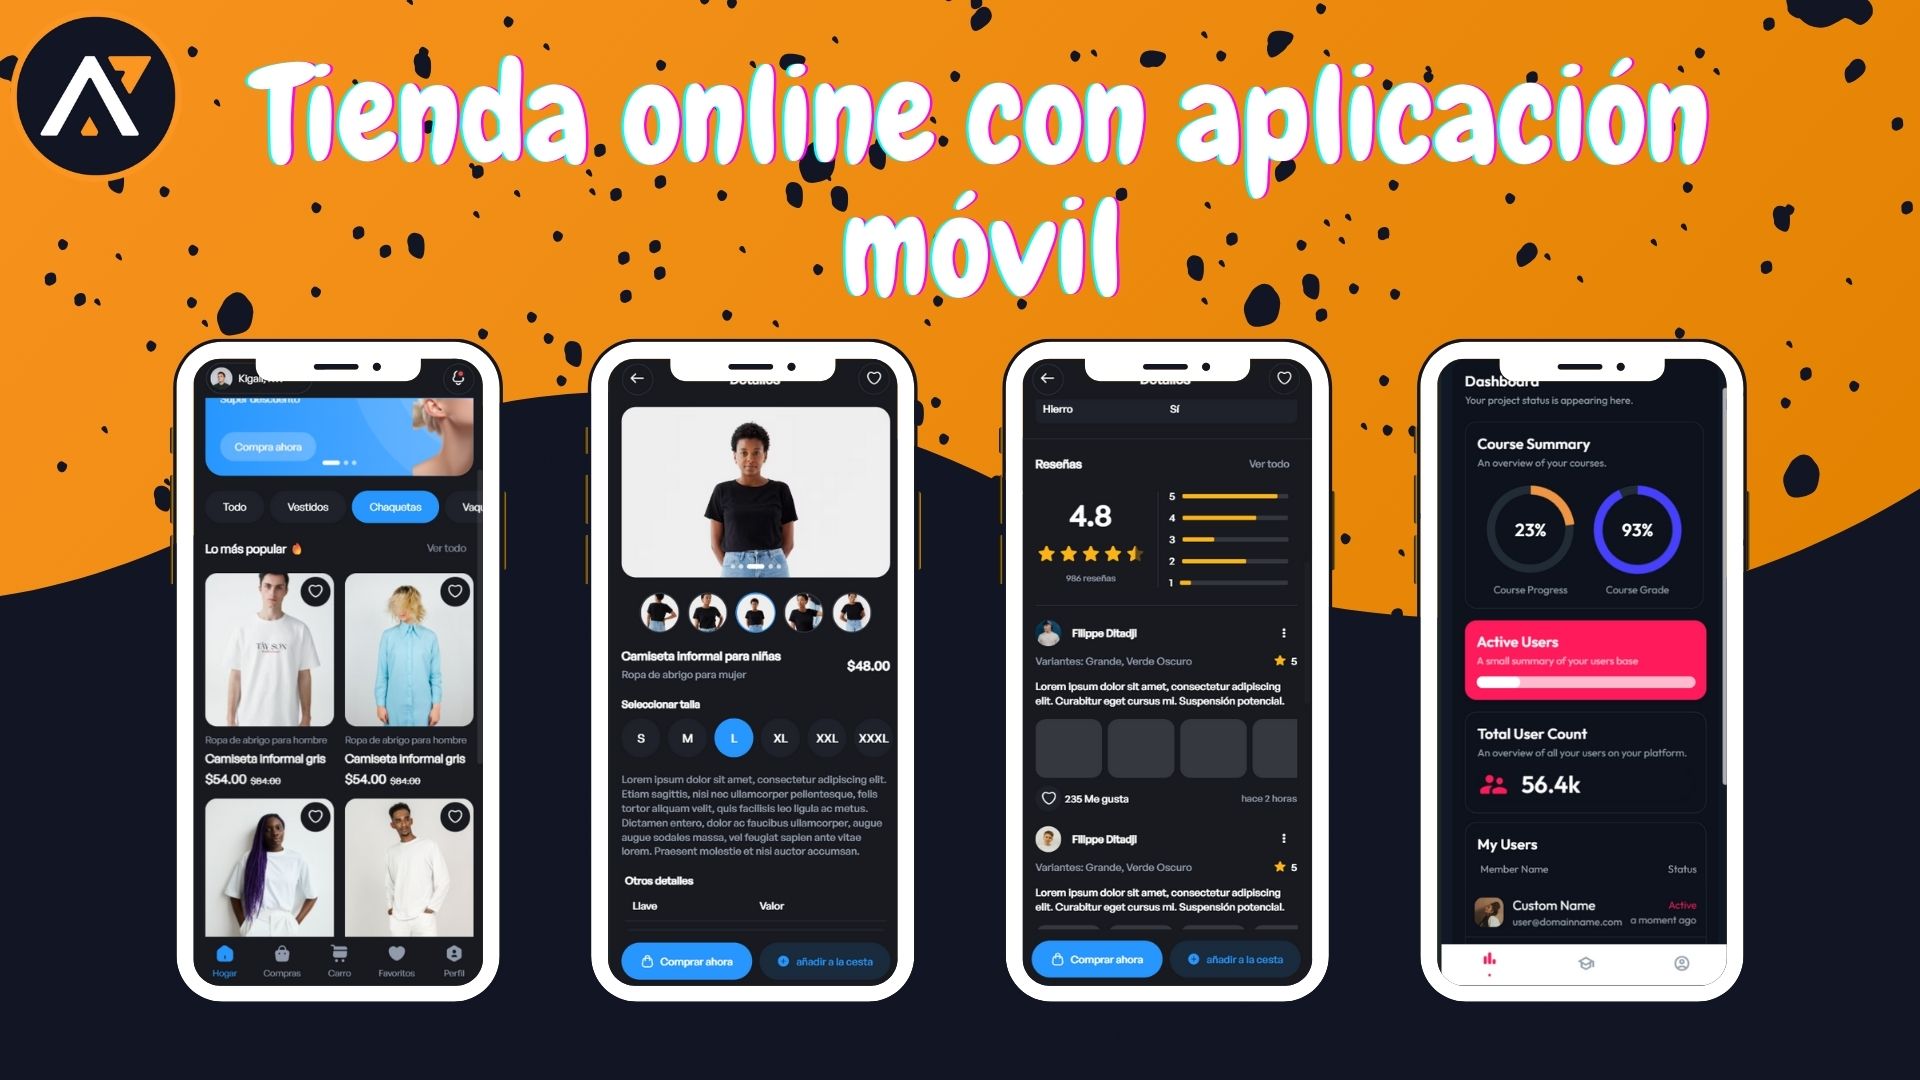 Tienda online con aplicación
móvil
Super descuento
Compra ahora
Todo
Vestidos
Chaquetas
Lo más popular 🔥
Ver todo
TAY SON
Ropa de abrigo para hombre
Camiseta informal gris
$54.00 $84.00
Ropa de abrigo para hombre
Camiseta informal gris
$54.00 $84.00
Hogar
Compras
Carro
Favoritos
Perfil
Detalles
Camiseta informal para niñas
$48.00
Ropa de abrigo para mujer
Seleccionar talla
S M L XL XXL XXXL
Lorem ipsum dolor sit amet, consectetur adipiscing elit.
Etiam sagittis, nisi nec ullamcorper pellentesque, felis
tortor aliquam velit, quis facilisis leo ligula ac metus.
Dictamen entero, dolor ac faucibus ullamcorper, augue
augue sodales massa, vel feugiat sapien ante vitae
lorem. Praesent molestie et nisi auctor accumsan.
Otros detalles
Llave Valor
Comprar ahora
añadir a la cesta
Detalles
Hierro Sí
Reseñas
Ver todo
4.8
986 reseñas
5
4
3
2
1
Filippe Ditadji
Variantes: Grande, Verde Oscuro
5
Lorem ipsum dolor sit amet, consectetur adipiscing
elit. Curabitur eget cursus mi. Suspensión potencial.
235 Me gusta
hace 2 horas
Filippe Ditadji
Variantes: Grande, Verde Oscuro
5
Lorem ipsum dolor sit amet, consectetur adipiscing
elit. Curabitur eget cursus mi. Suspensión potencial.
Comprar ahora
añadir a la cesta
Dashboard
Your project status is appearing here.
Course Summary
An overview of your courses.
23%
93%
Course Progress
Course Grade
Active Users
A small summary of your users base
Total User Count
An overview of all your users on your platform.
56.4k
My Users
Member Name
Status
Custom Name
Active
user@domainname.com
a moment ago